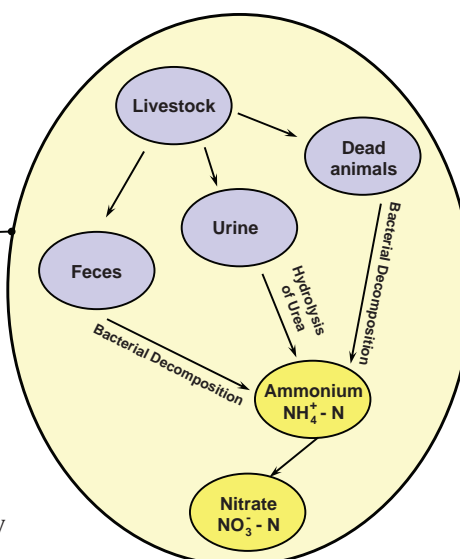 Livestock
Dead
animals
Urine
Feces
Hydrolysis
of Urea
Bacterial Decomposition
Bacterial Decomposition
Ammonium
NH₄⁺ - N
Nitrate
NO₃⁻ - N